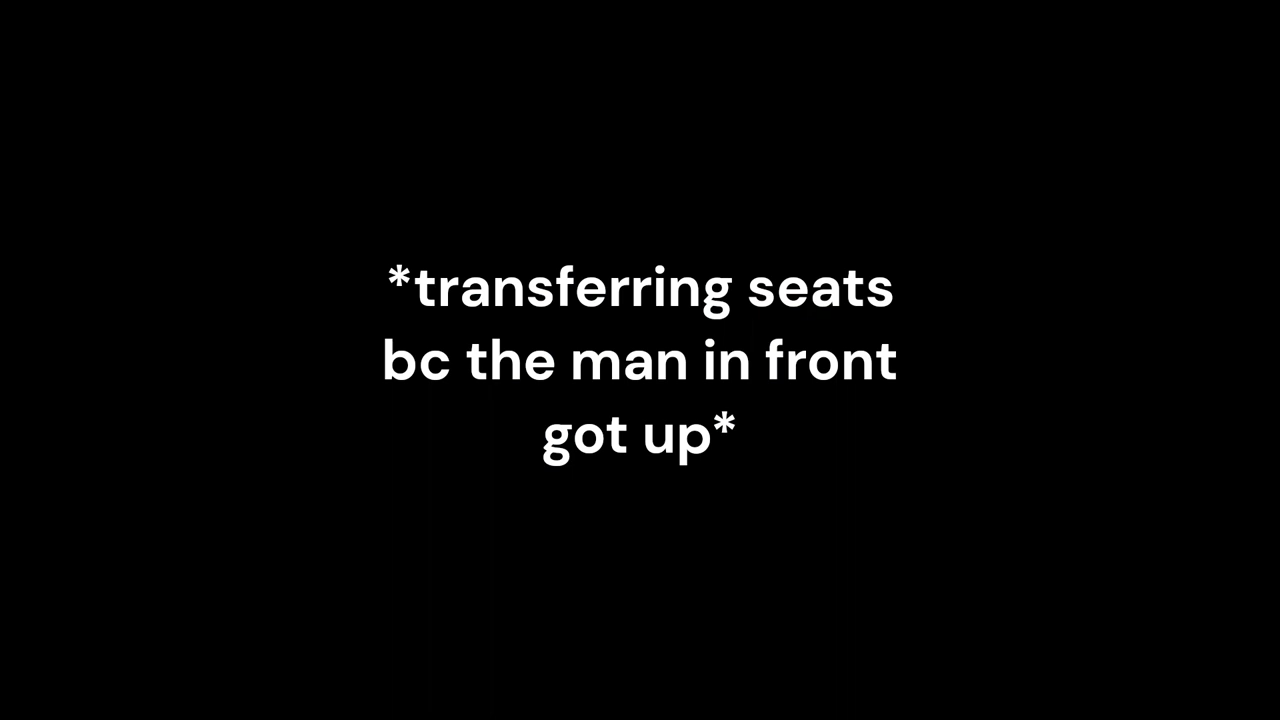 *transferring seats
bc the man in front
got up*